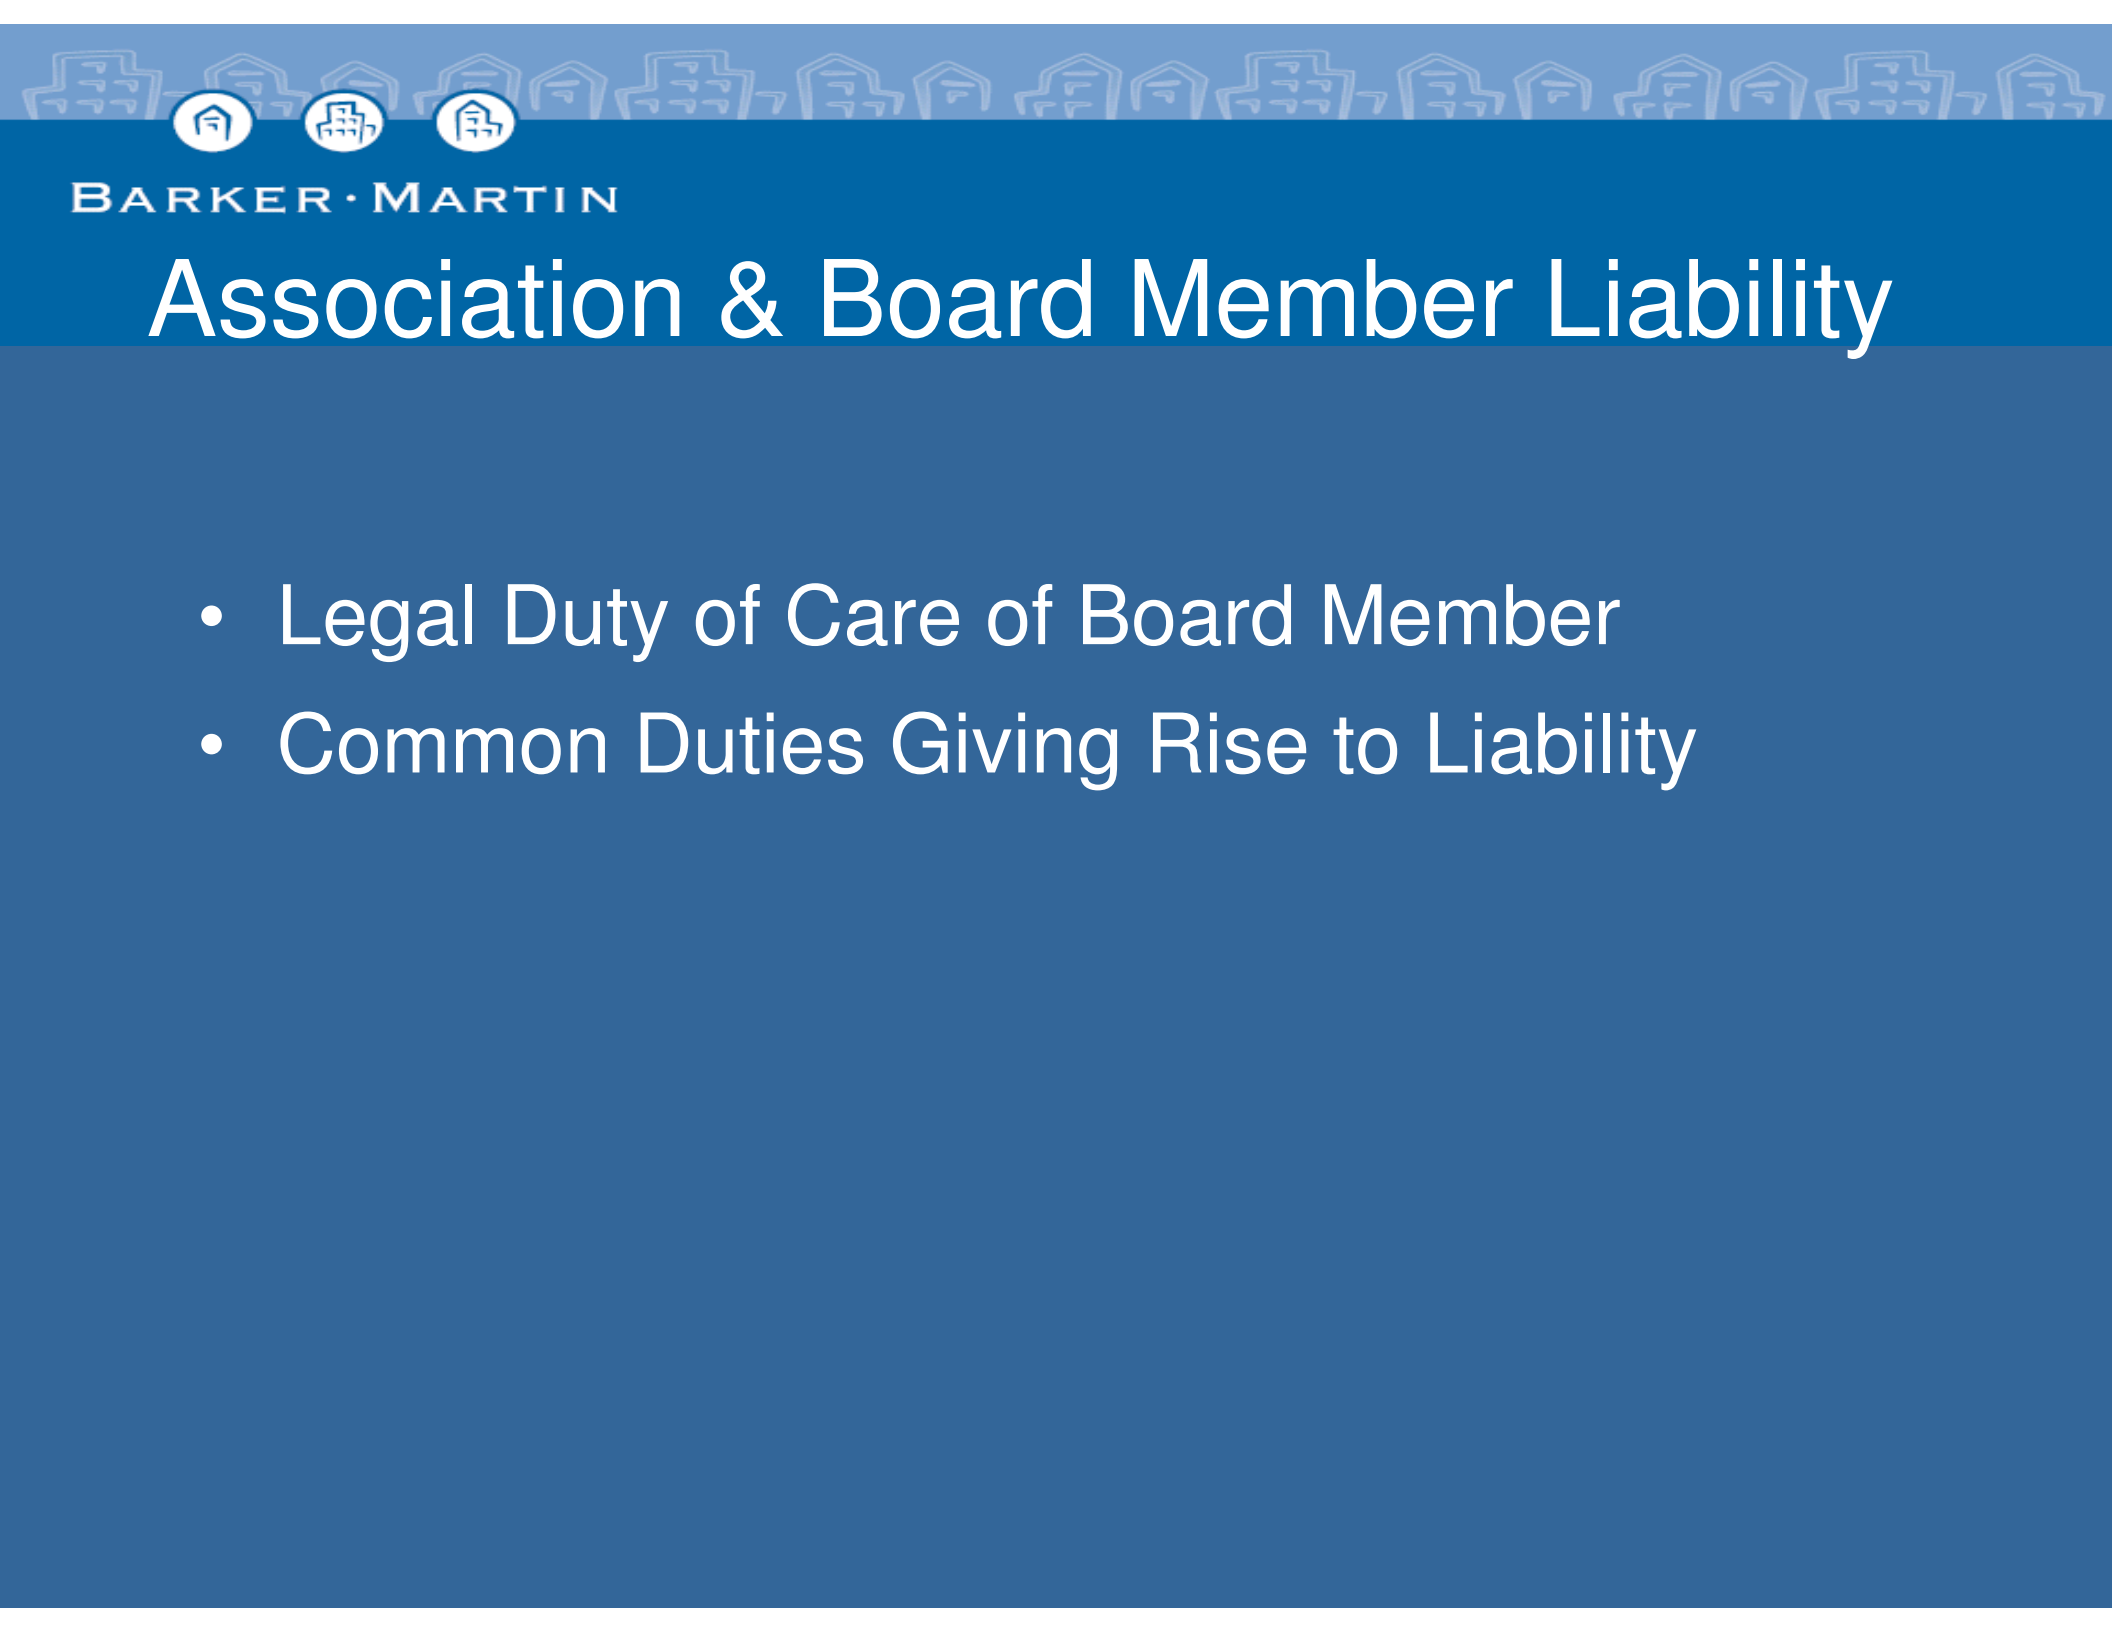 BARKER·MARTIN
Association & Board Member Liability
• Legal Duty of Care of Board Member
• Common Duties Giving Rise to Liability